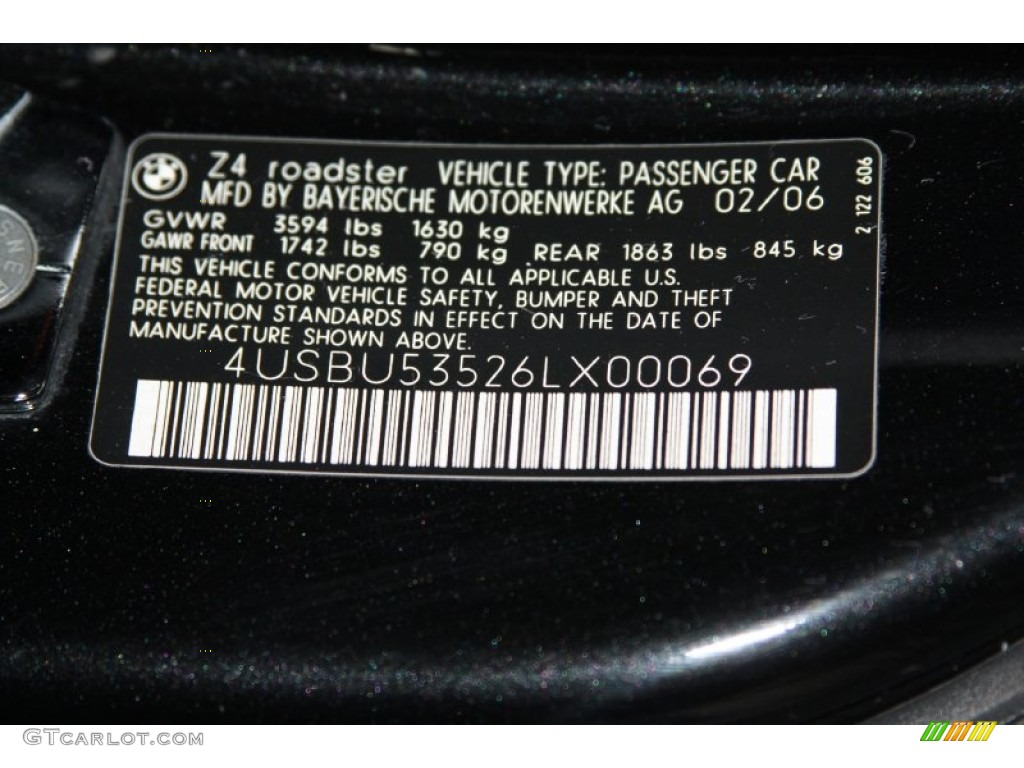 Z4 roadster VEHICLE TYPE: PASSENGER CAR
MFD BY BAYERISCHE MOTORENWERKE AG 02/06
GVWR 3594 lbs 1630 kg
GAWR FRONT 1742 lbs 790 kg REAR 1863 lbs 845 kg
THIS VEHICLE CONFORMS TO ALL APPLICABLE U.S.
FEDERAL MOTOR VEHICLE SAFETY, BUMPER AND THEFT
PREVENTION STANDARDS IN EFFECT ON THE DATE OF
MANUFACTURE SHOWN ABOVE.
4USBU53526LX00069
2 122 606
GTCarlot.com